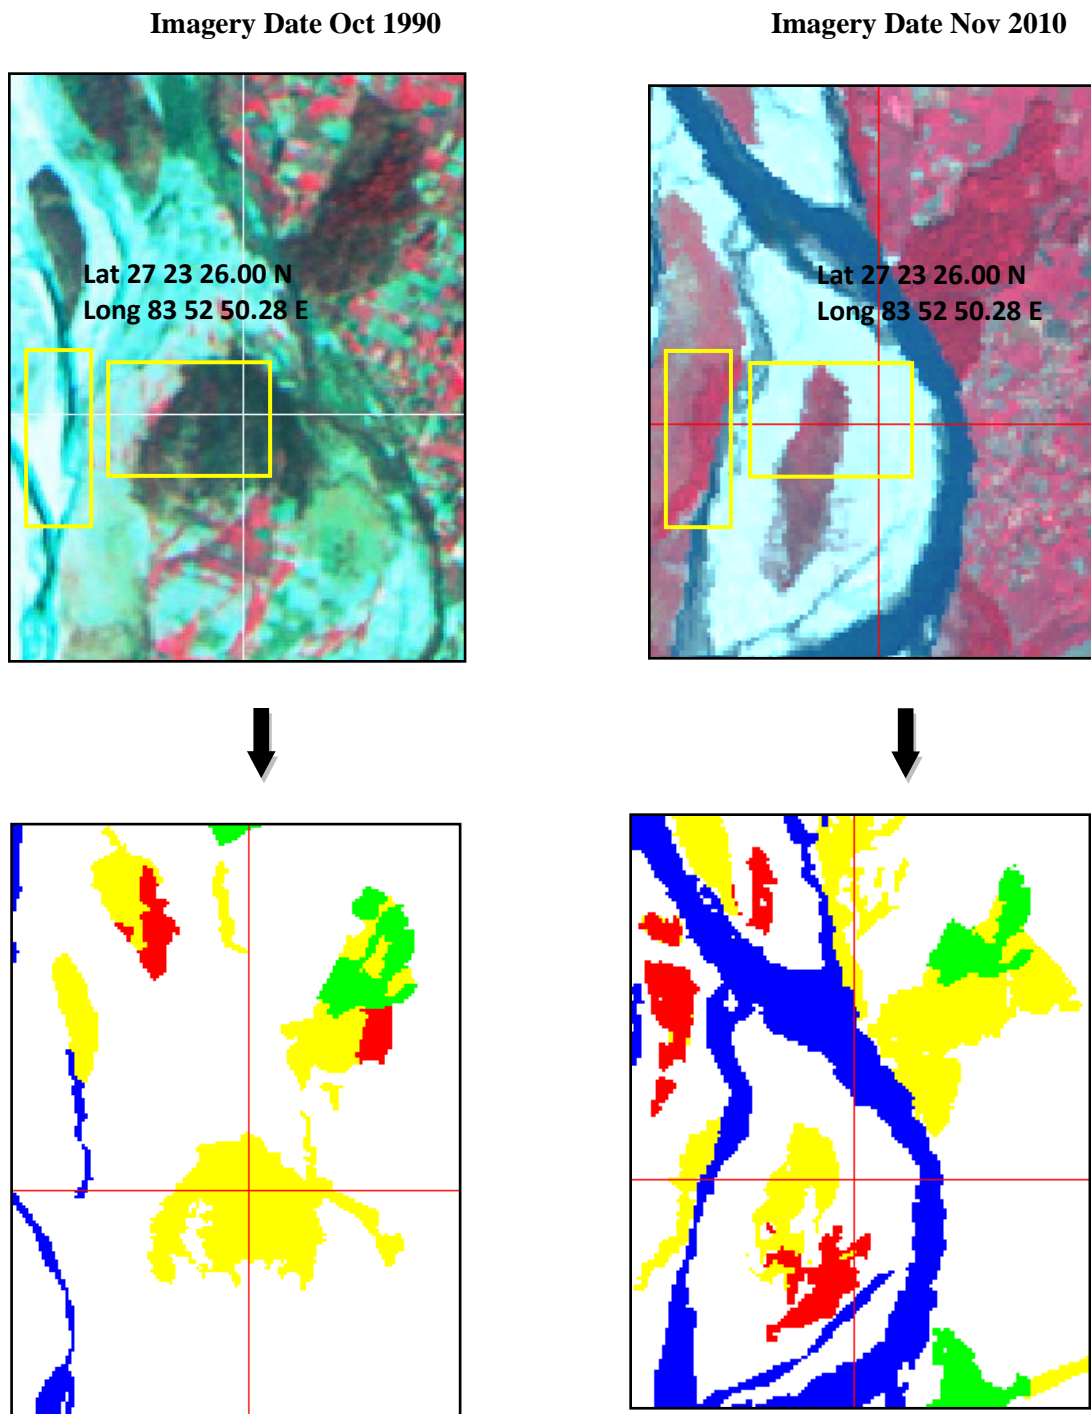 Imagery Date Oct 1990
Imagery Date Nov 2010
Lat 27 23 26.00 N
Long 83 52 50.28 E
Lat 27 23 26.00 N
Long 83 52 50.28 E